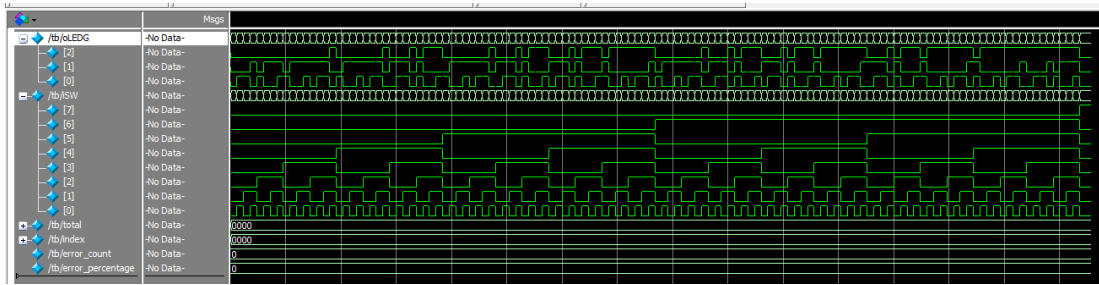 Msgs
/tb/oLEDG -No Data-
[2] -No Data-
[1] -No Data-
[0] -No Data-
/tb/iSW -No Data-
[7] -No Data-
[6] -No Data-
[5] -No Data-
[4] -No Data-
[3] -No Data-
[2] -No Data-
[1] -No Data-
[0] -No Data-
/tb/total -No Data- 0000
/tb/index -No Data- 0000
/tb/error_count -No Data- 0
/tb/error_percentage -No Data- 0